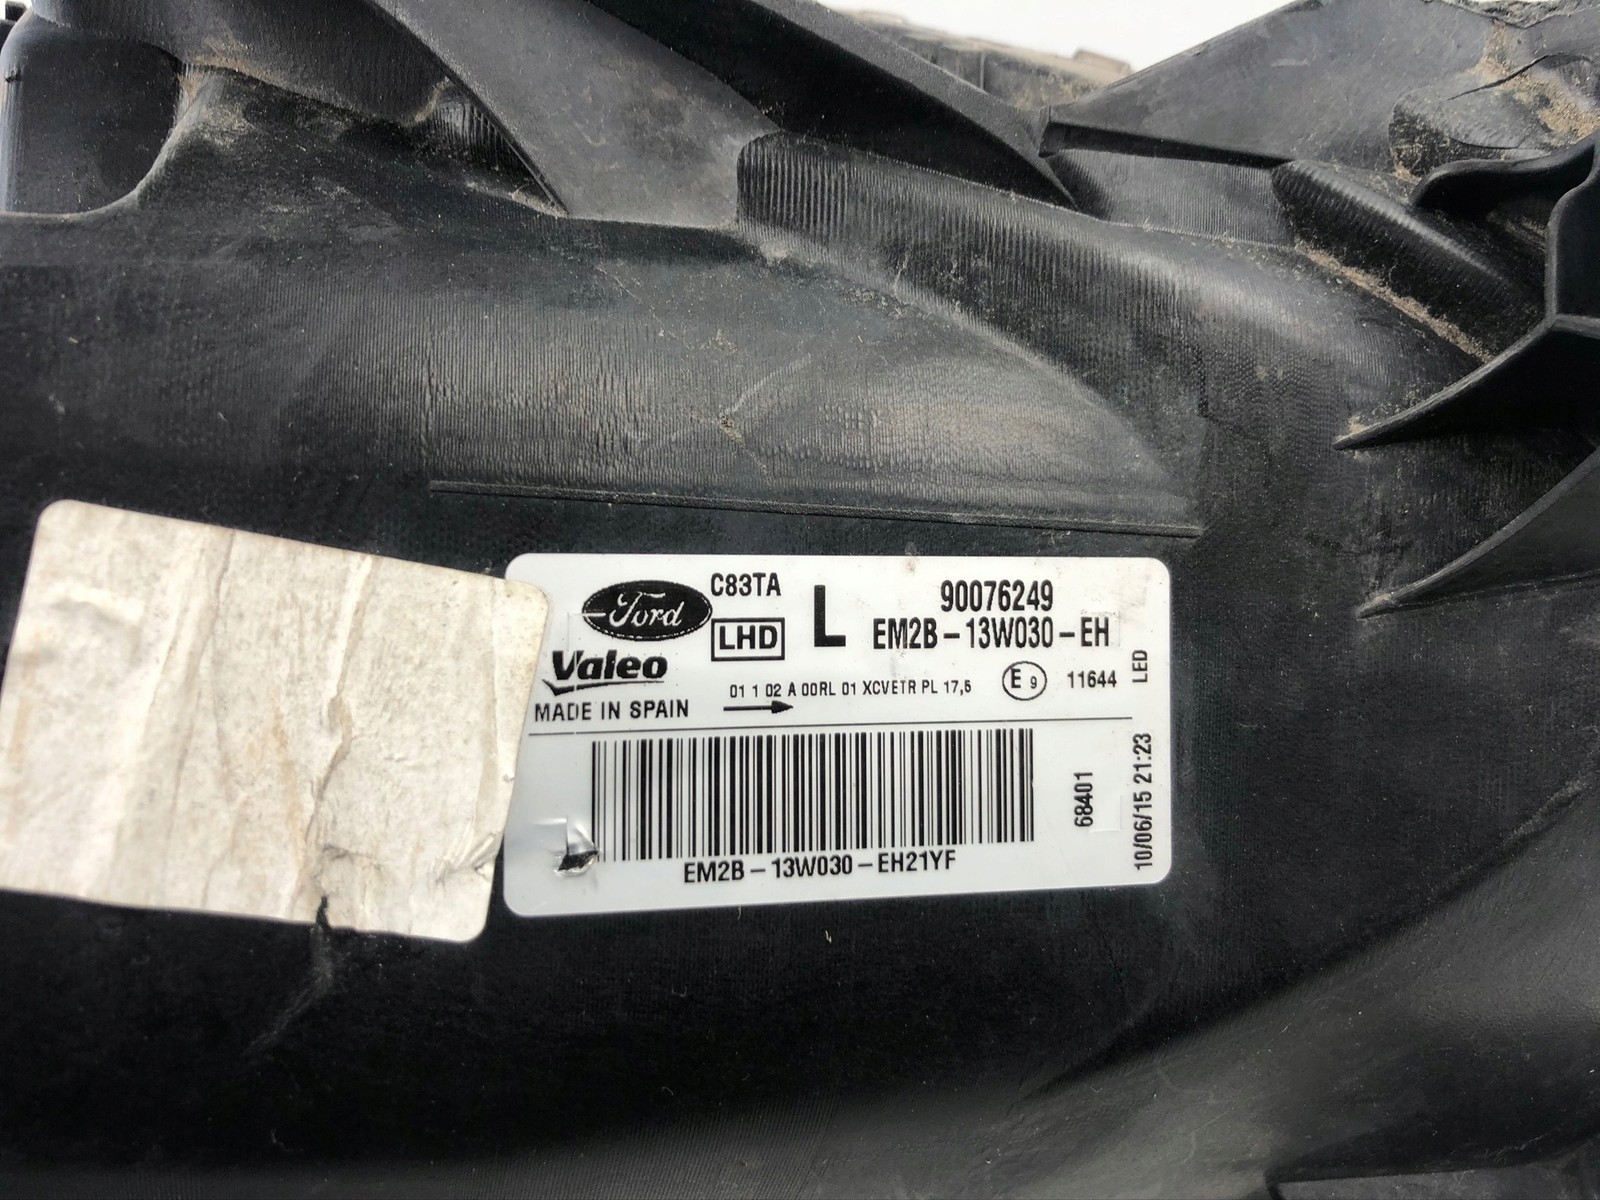 Ford
C83TA
LHD
L
90076249
EM2B-13W030-EH
Valeo
01 1 02 A 00RL 01 XCVETR PL 17,5
E9
11644
LED
MADE IN SPAIN
EM2B-13W030-EH21YF
68401
10/06/15 21:23